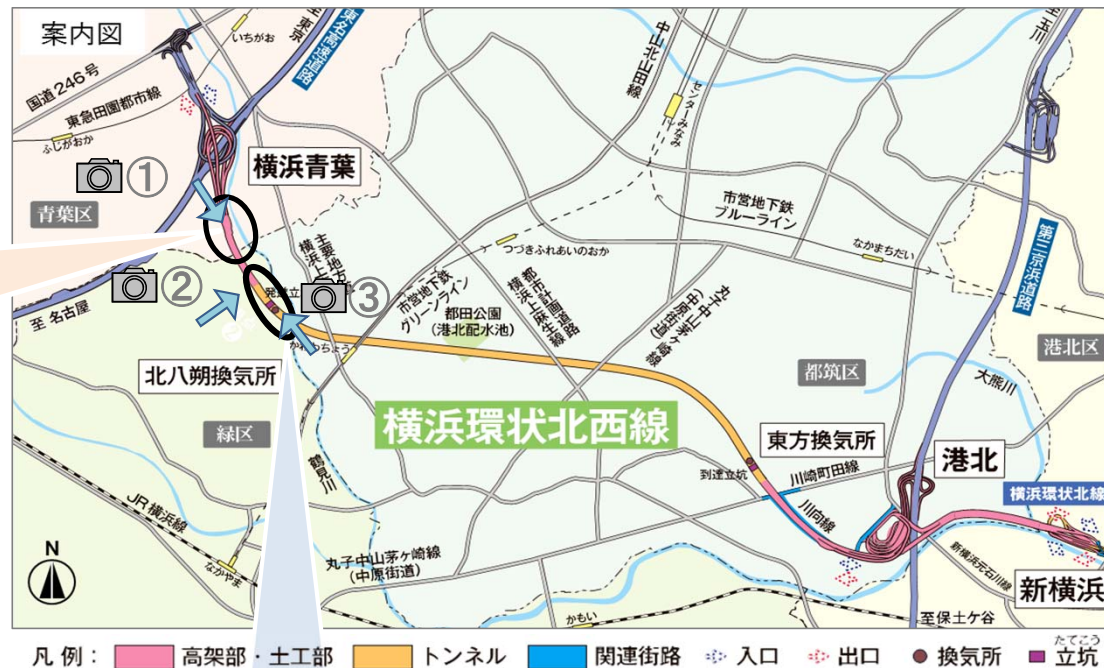 案内図
国道246号
いちがお
至 東京
東名高速道路
中山北山田線
至玉川
東急田園都市線
ふじがおか
センターみなみ
横浜青葉
①
青葉区
市営地下鉄
ブルーライン
なかまちだい
第三京浜道路
主要地方道
横浜上
つづきふれあいのおか
②
③
発進立
市営地下鉄
グリーンライン
都田公園
(港北配水池)
都市計画道路
横浜上麻生線
丸子中山茅ヶ崎線
(中原街道)
至 名古屋
かわわちょう
港北区
北八朔換気所
都筑区
大熊川
緑区
横浜環状北西線
東方換気所
到達立坑
川崎町田線
港北
鶴見川
川向線
横浜環状北線
JR横浜線
N
なかやま
丸子中山茅ヶ崎線
(中原街道)
新横浜元石川線
新横浜
かもい
至保土ケ谷
凡 例：
高架部・土工部
トンネル
関連街路
入口
出口
換気所
たてこう
立坑